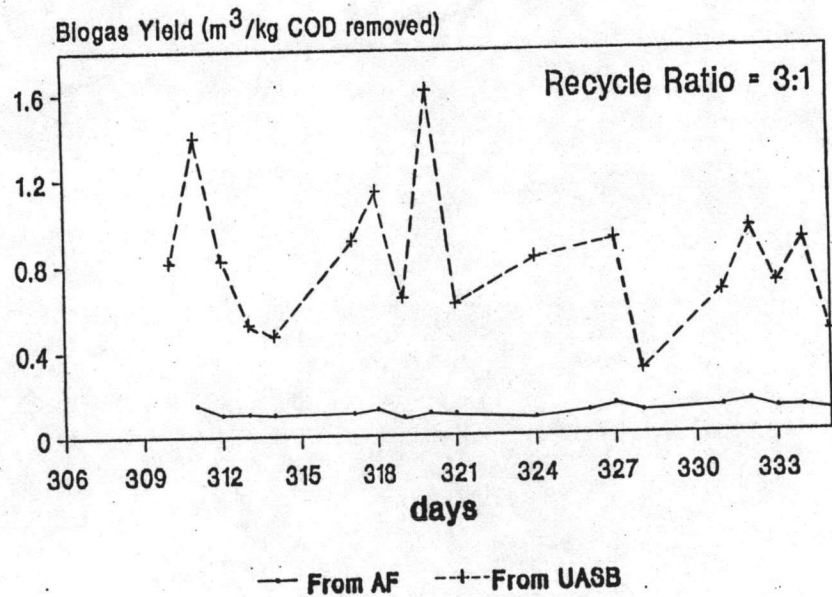 Biogas Yield (m³/kg COD removed)
Recycle Ratio = 3:1
1.6
1.2
0.8
0.4
0
306 309 312 315 318 321 324 327 330 333
days
From AF From UASB